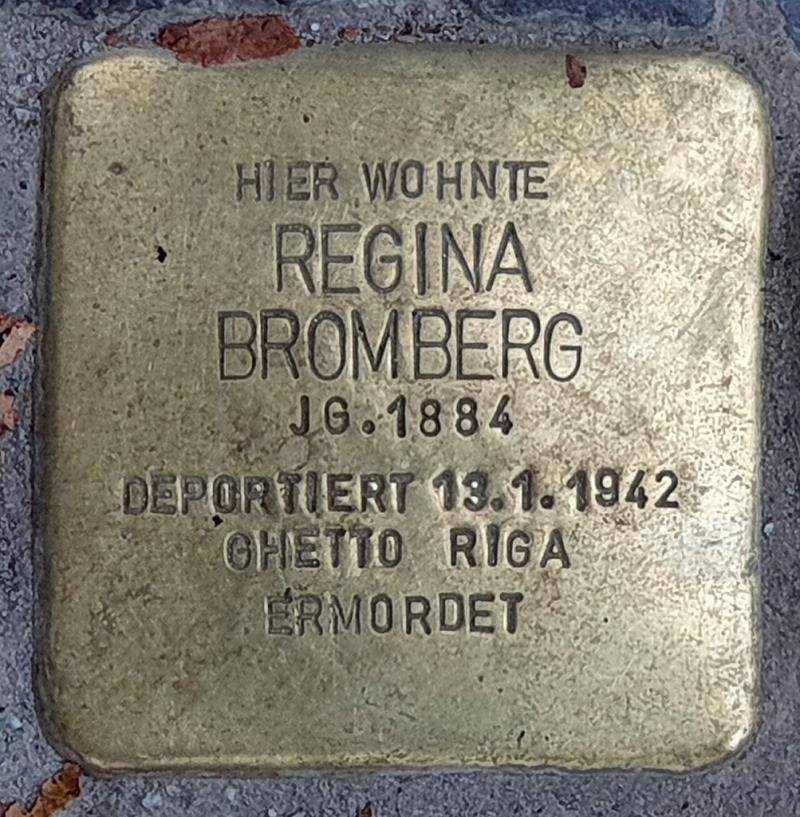 HIER WOHNTE
REGINA
BROMBERG
JG. 1884
DEPORTIERT 13.1.1942
GHETTO RIGA
ERMORDET